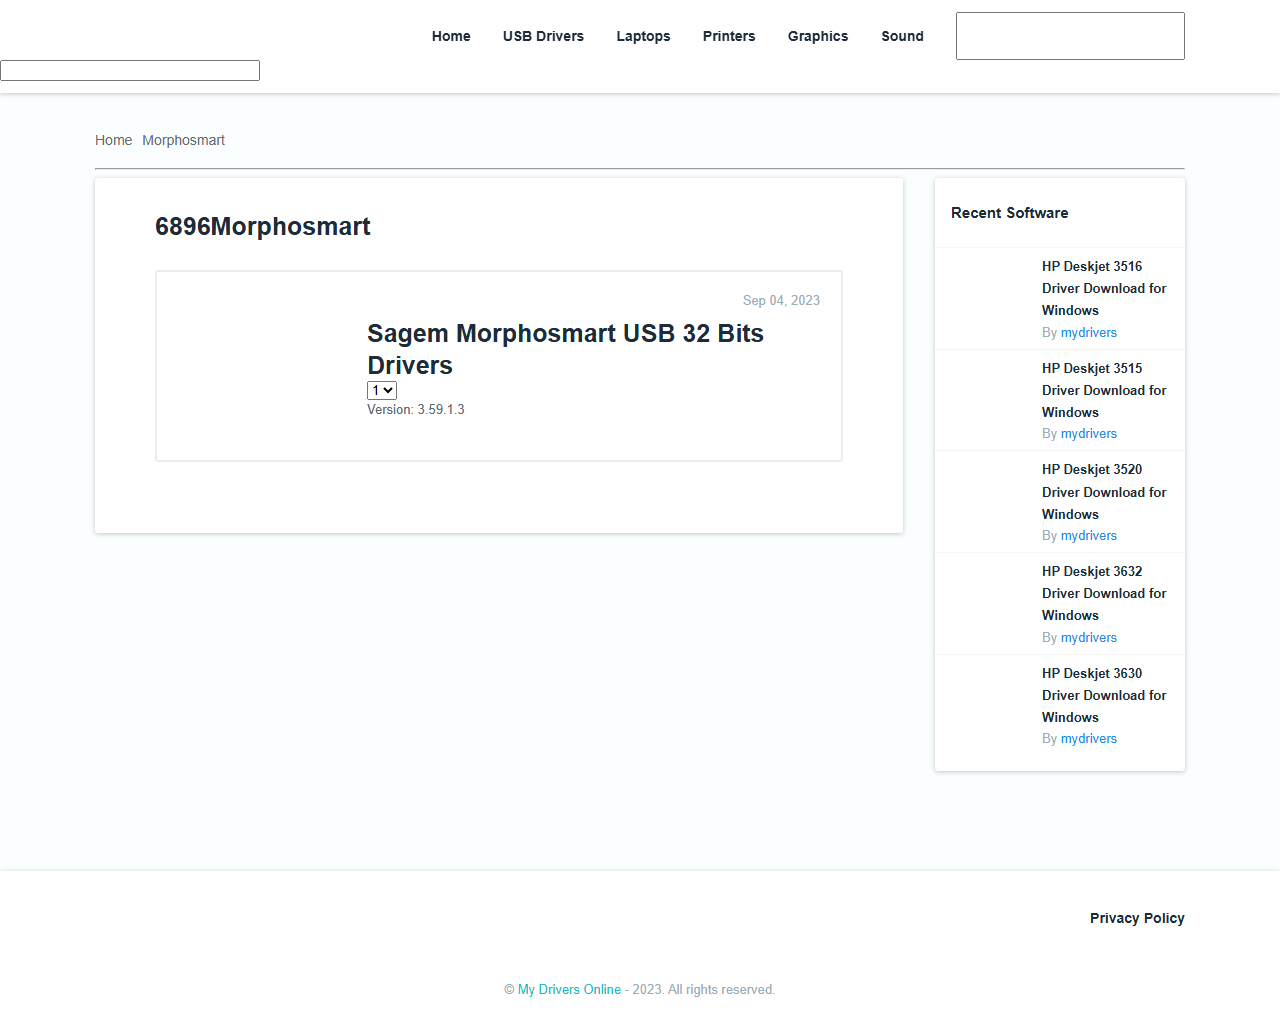 Home USB Drivers Laptops Printers Graphics Sound
Home Morphosmart
6896Morphosmart
Sep 04, 2023
Sagem Morphosmart USB 32 Bits
Drivers
1
Version: 3.59.1.3
Recent Software
HP Deskjet 3516
Driver Download for
Windows
By mydrivers
HP Deskjet 3515
Driver Download for
Windows
By mydrivers
HP Deskjet 3520
Driver Download for
Windows
By mydrivers
HP Deskjet 3632
Driver Download for
Windows
By mydrivers
HP Deskjet 3630
Driver Download for
Windows
By mydrivers
Privacy Policy
© My Drivers Online - 2023. All rights reserved.